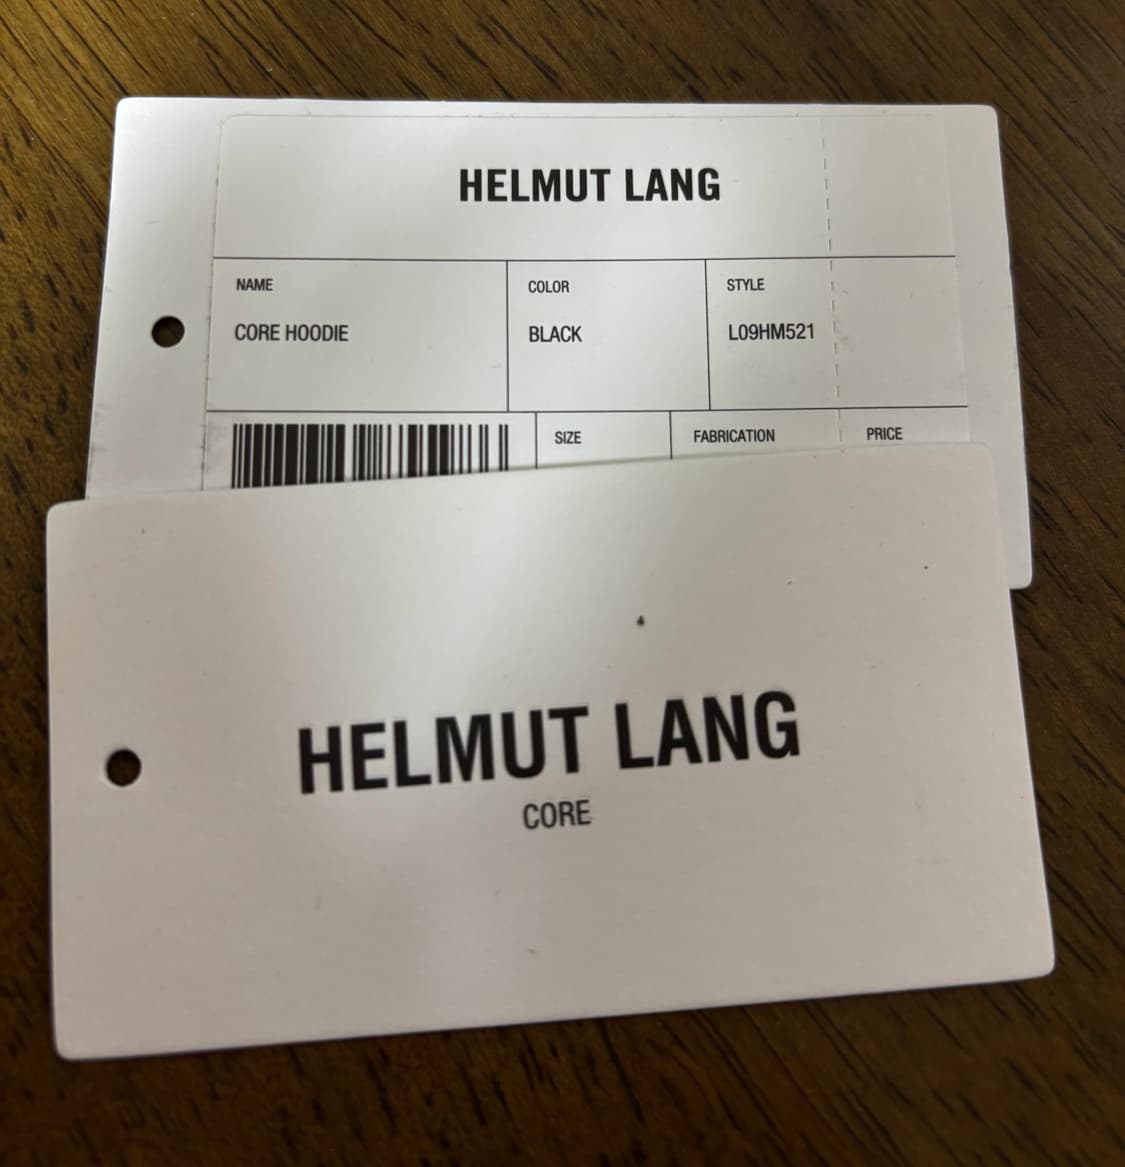 HELMUT LANG
NAME COLOR STYLE
CORE HOODIE BLACK L09HM521
SIZE FABRICATION PRICE
HELMUT LANG
CORE